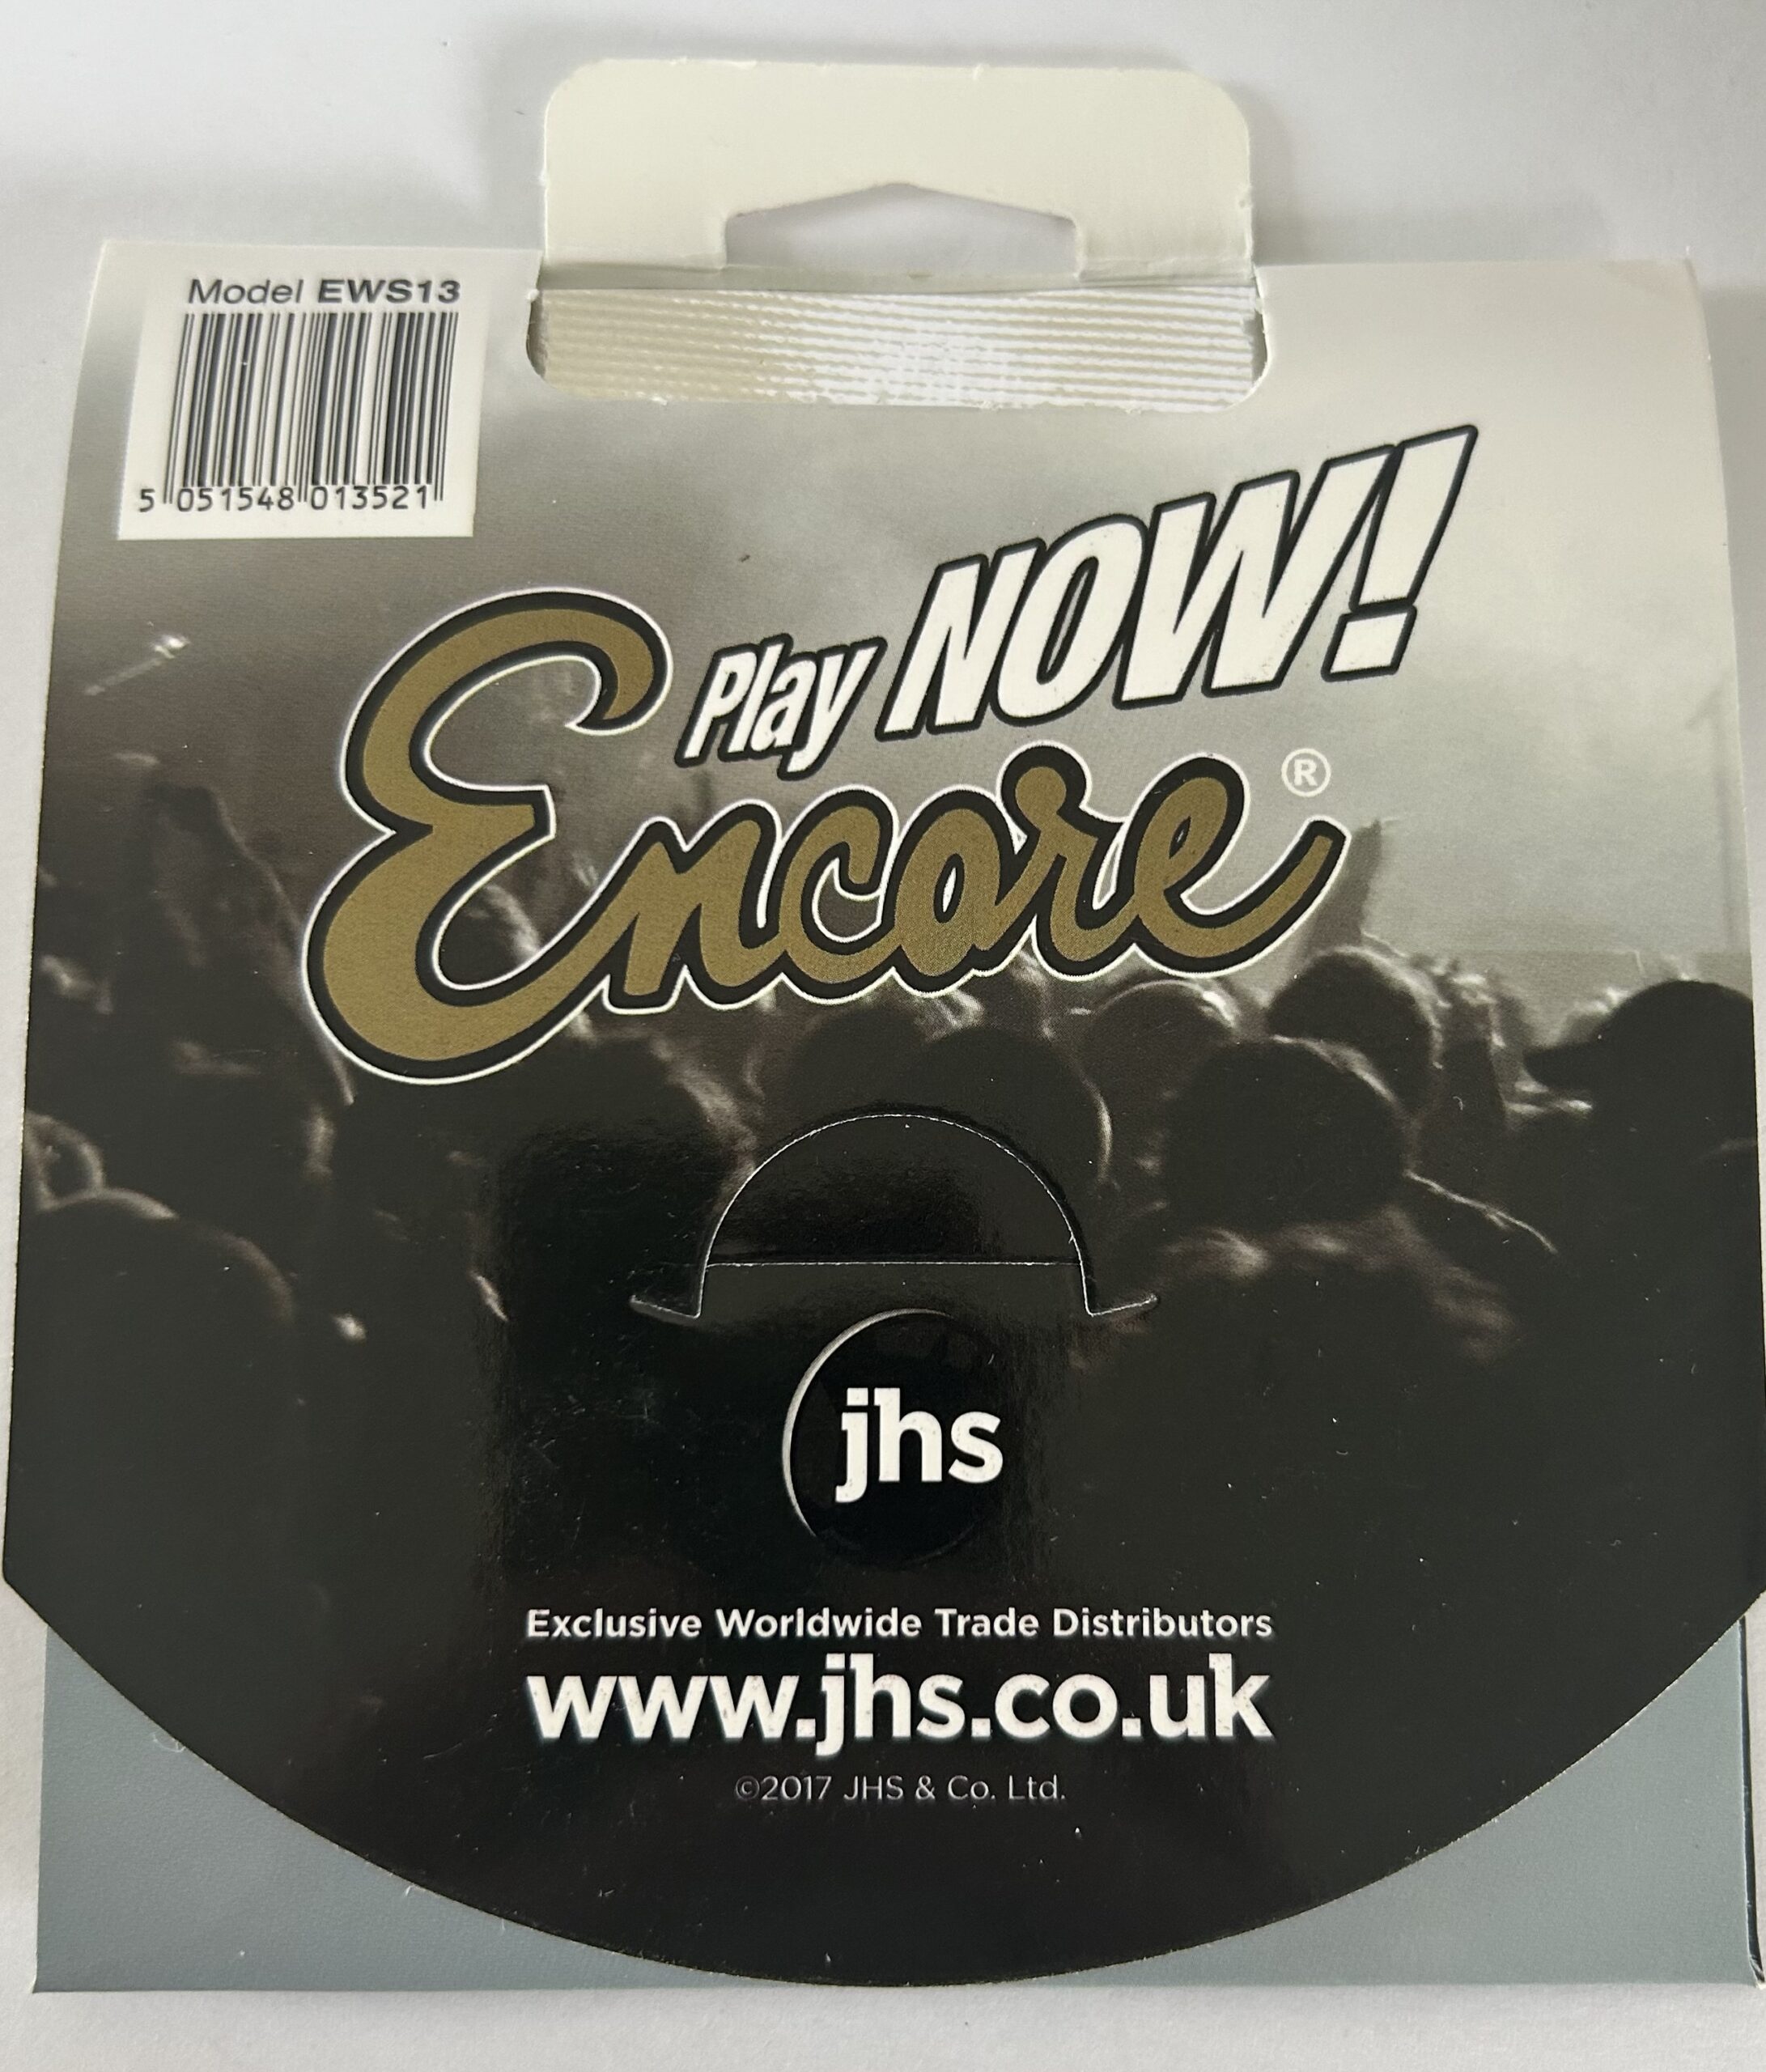 Model EWS13
5 051548 013521
Play NOW!
Encore®
jhs
Exclusive Worldwide Trade Distributors
www.jhs.co.uk
©2017 JHS & Co. Ltd.